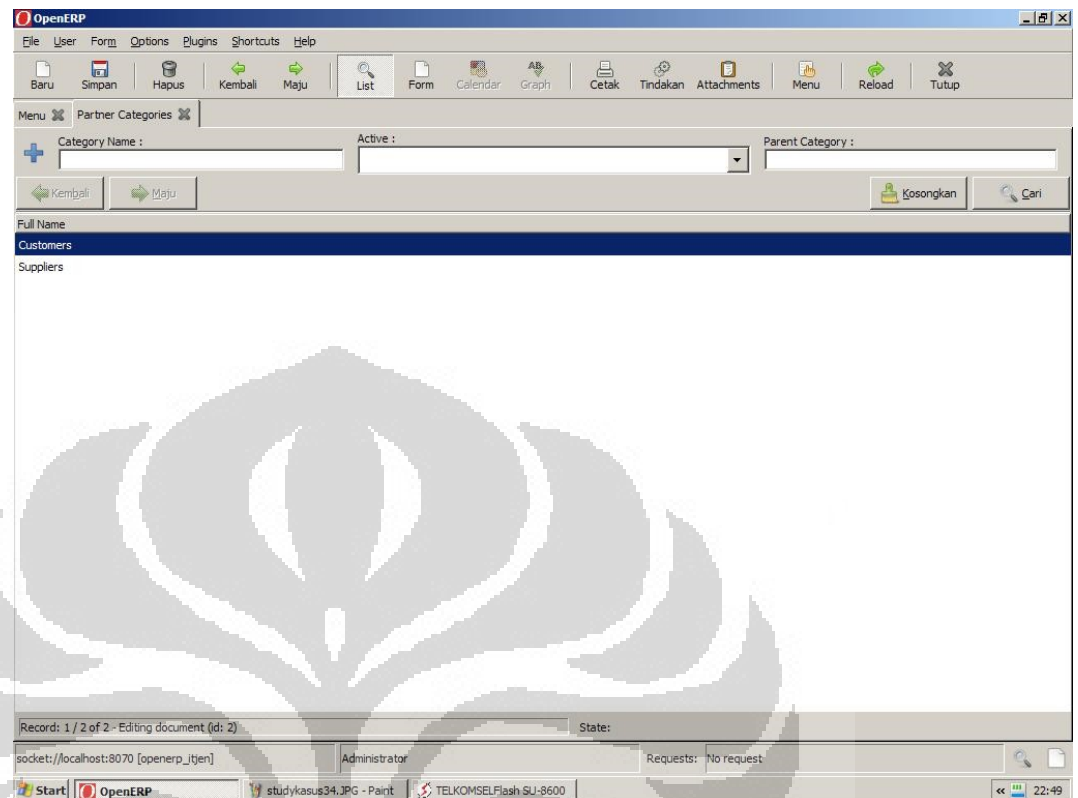 OpenERP
File User Form Options Plugins Shortcuts Help
Baru Simpan Hapus Kembali Maju List Form Calendar Graph Cetak Tindakan Attachments Menu Reload Tutup
Menu Partner Categories
Category Name : Active : Parent Category :
Kembali Maju Kosongkan Cari
Full Name
Customers
Suppliers
Record: 1 / 2 of 2 - Editing document (id: 2) State:
socket://localhost:8070 [openerp_itjen] Administrator Requests: No request
Start OpenERP studykasus34.JPG - Paint TELKOMSELFlash SU-8600 « 22:49